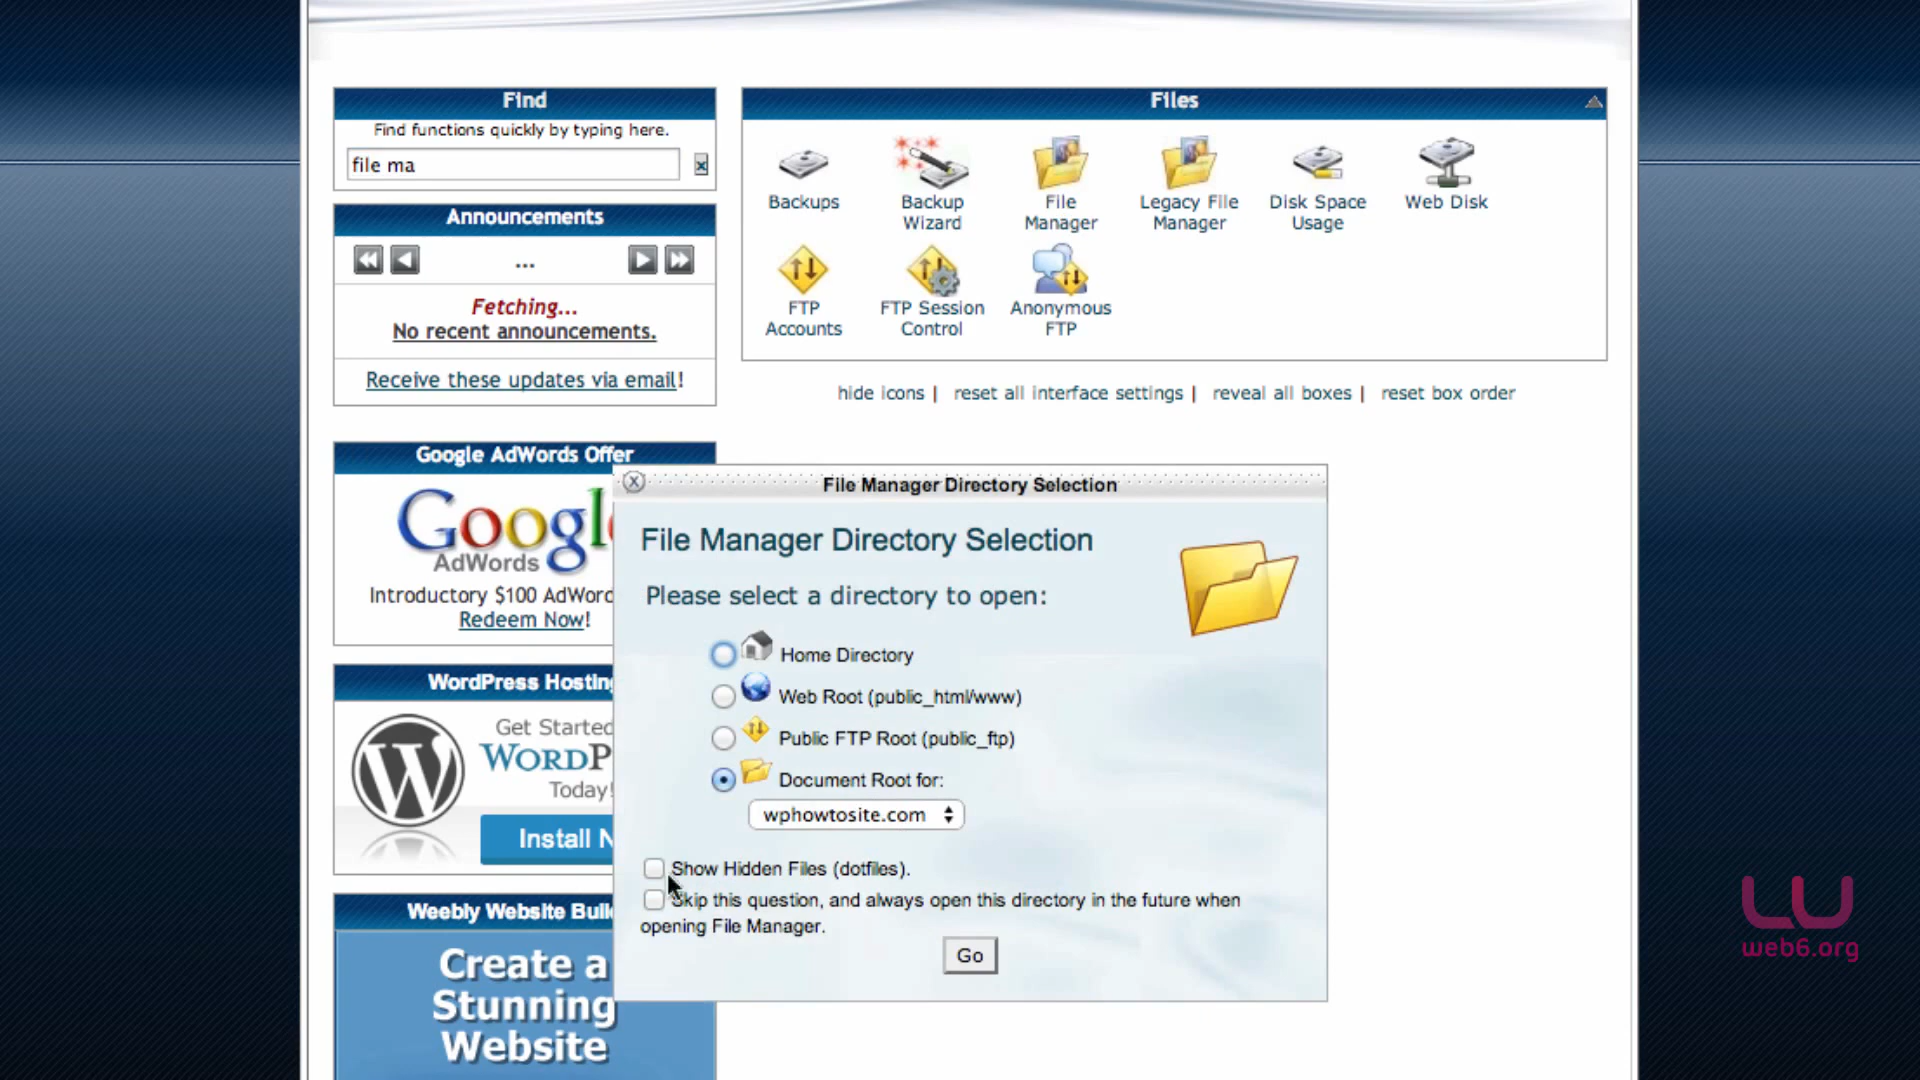 Find
Find functions quickly by typing here.
file ma
Announcements
...
Fetching...
No recent announcements.
Receive these updates via email!
Files
Backups
Backup
Wizard
File
Manager
Legacy File
Manager
Disk Space
Usage
Web Disk
FTP
Accounts
FTP Session
Control
Anonymous
FTP
hide icons | reset all interface settings | reveal all boxes | reset box order
Google AdWords Offer
Google
AdWords
Introductory $100 AdWord
Redeem Now!
WordPress Hosting
Get Started
WORDP
Today!
Install N
Weebly Website Buil
Create a
Stunning
Website
File Manager Directory Selection
File Manager Directory Selection
Please select a directory to open:
Home Directory
Web Root (public_html/www)
Public FTP Root (public_ftp)
Document Root for:
wphowtosite.com
Show Hidden Files (dotfiles).
Skip this question, and always open this directory in the future when
opening File Manager.
Go
web6.org